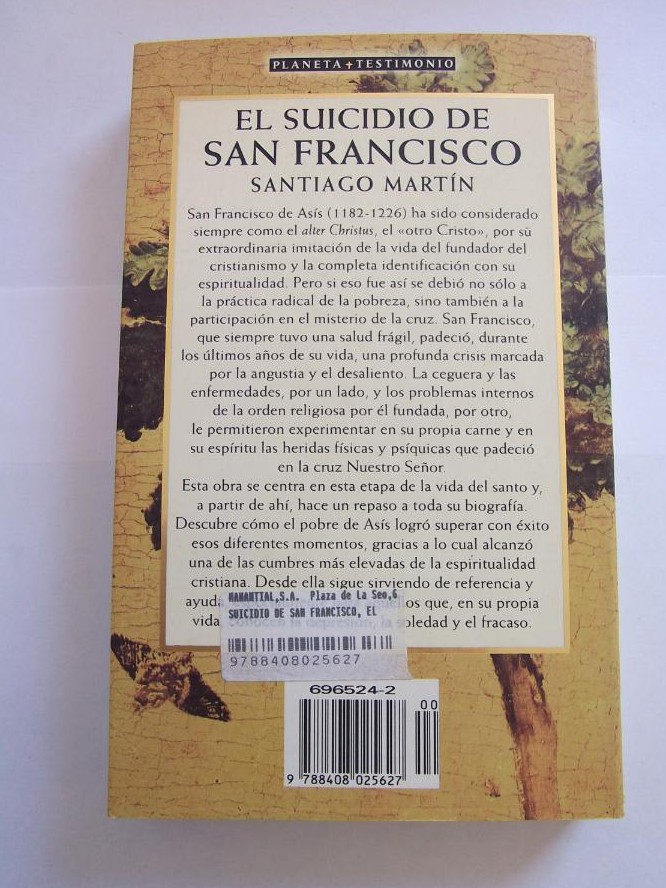 PLANETA+TESTIMONIO
EL SUICIDIO DE
SAN FRANCISCO
SANTIAGO MARTÍN
San Francisco de Asís (1182-1226) ha sido considerado
siempre como el alter Christus, el «otro Cristo», por su
extraordinaria imitación de la vida del fundador del
cristianismo y la completa identificación con su
espiritualidad. Pero si eso fue así se debió no sólo a
la práctica radical de la pobreza, sino también a la
participación en el misterio de la cruz. San Francisco,
que siempre tuvo una salud frágil, padeció, durante
los últimos años de su vida, una profunda crisis marcada
por la angustia y el desaliento. La ceguera y las
enfermedades, por un lado, y los problemas internos
de la orden religiosa por él fundada, por otro,
le permitieron experimentar en su propia carne y en
su espíritu las heridas físicas y psíquicas que padeció
en la cruz Nuestro Señor.
Esta obra se centra en esta etapa de la vida del santo y,
a partir de ahí, hace un repaso a toda su biografía.
Descubre cómo el pobre de Asís logró superar con éxito
esos diferentes momentos, gracias a lo cual alcanzó
una de las cumbres más elevadas de la espiritualidad
cristiana. Desde ella sigue sirviendo de referencia y
que, en su propia
vida soledad y el fracaso.
MANANTIAL,S.A. Plaza de La Seo,6
SUICIDIO DE SAN FRANCISCO, EL
9788408025627
696524-2
00
9 788408 025627